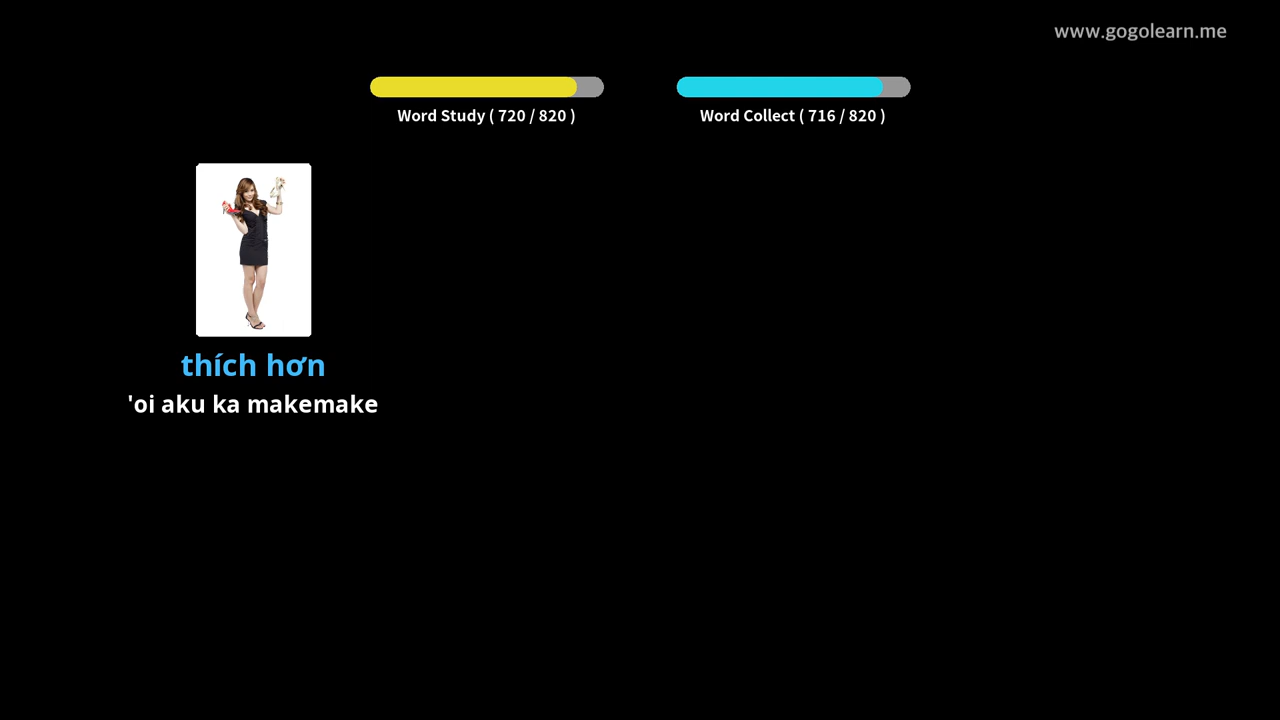 www.gogolearn.me
Word Study ( 720 / 820 )
Word Collect ( 716 / 820 )
thích hơn
'oi aku ka makemake